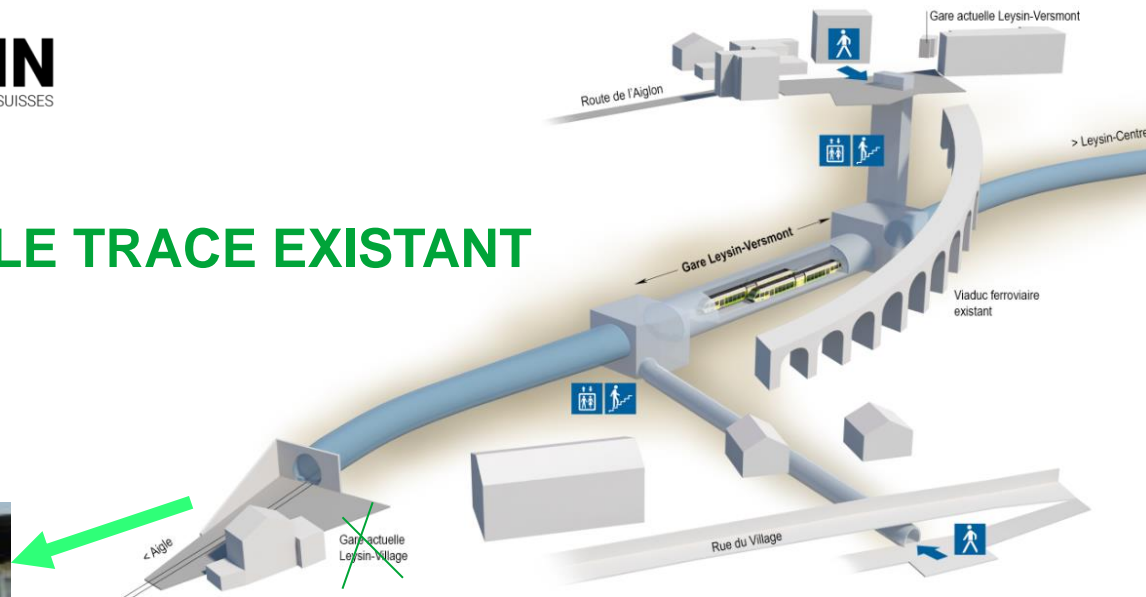 Gare actuelle Leysin-Versmont
IN
SUISSES
Route de l'Aiglon
> Leysin-Centre
LE TRACE EXISTANT
Gare Leysin-Versmont
Viaduc ferroviaire
existant
< Aigle
Gare actuelle
Leysin-Village
Rue du Village